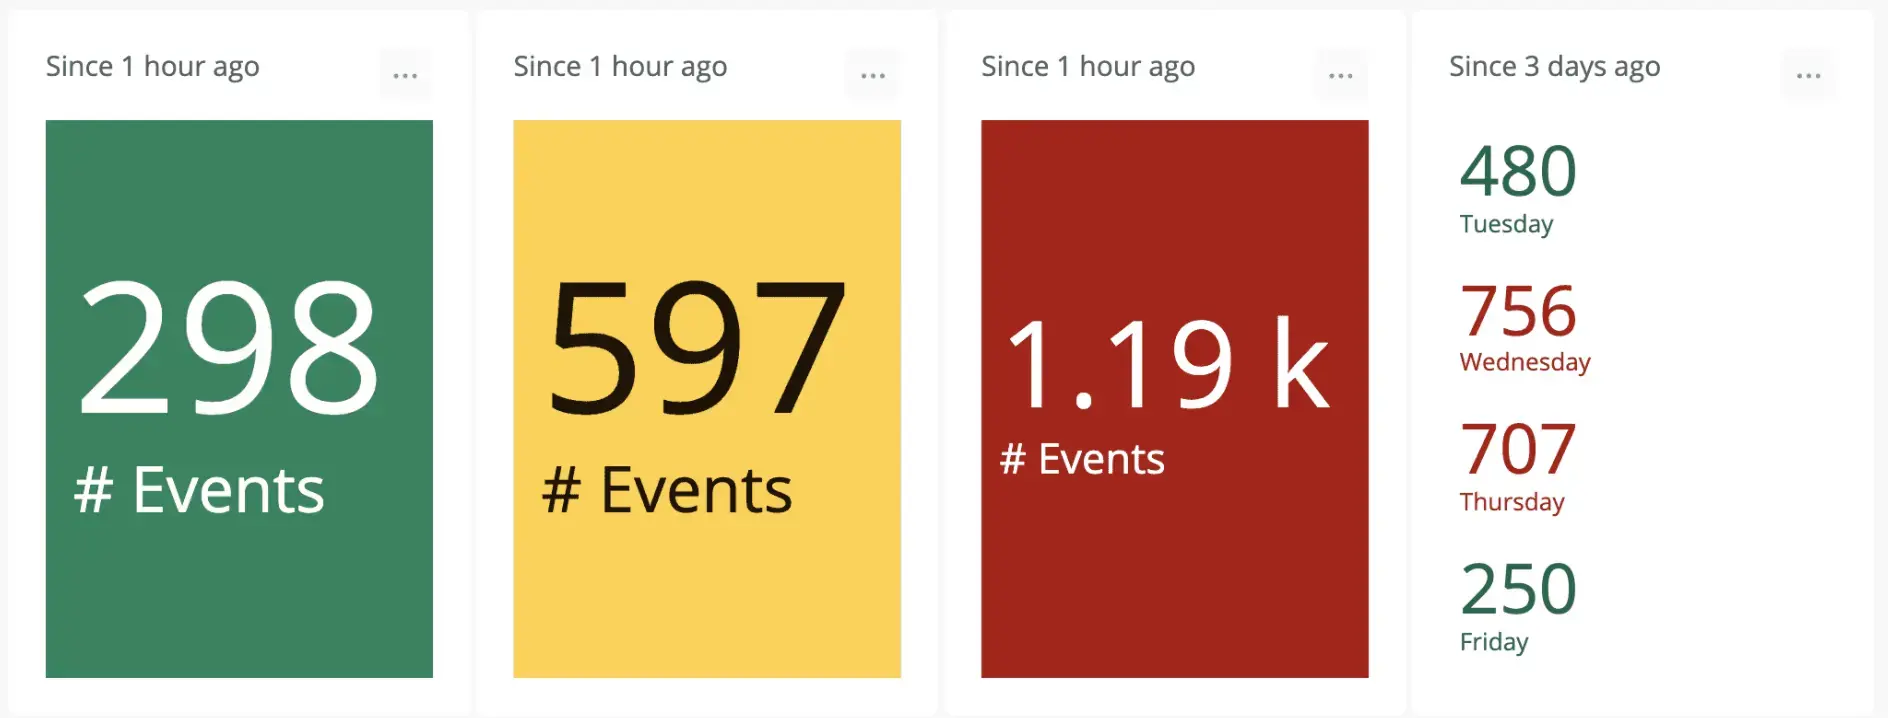 Since 1 hour ago
...
298
# Events
Since 1 hour ago
...
597
# Events
Since 1 hour ago
...
1.19 k
# Events
Since 3 days ago
...
480
Tuesday
756
Wednesday
707
Thursday
250
Friday